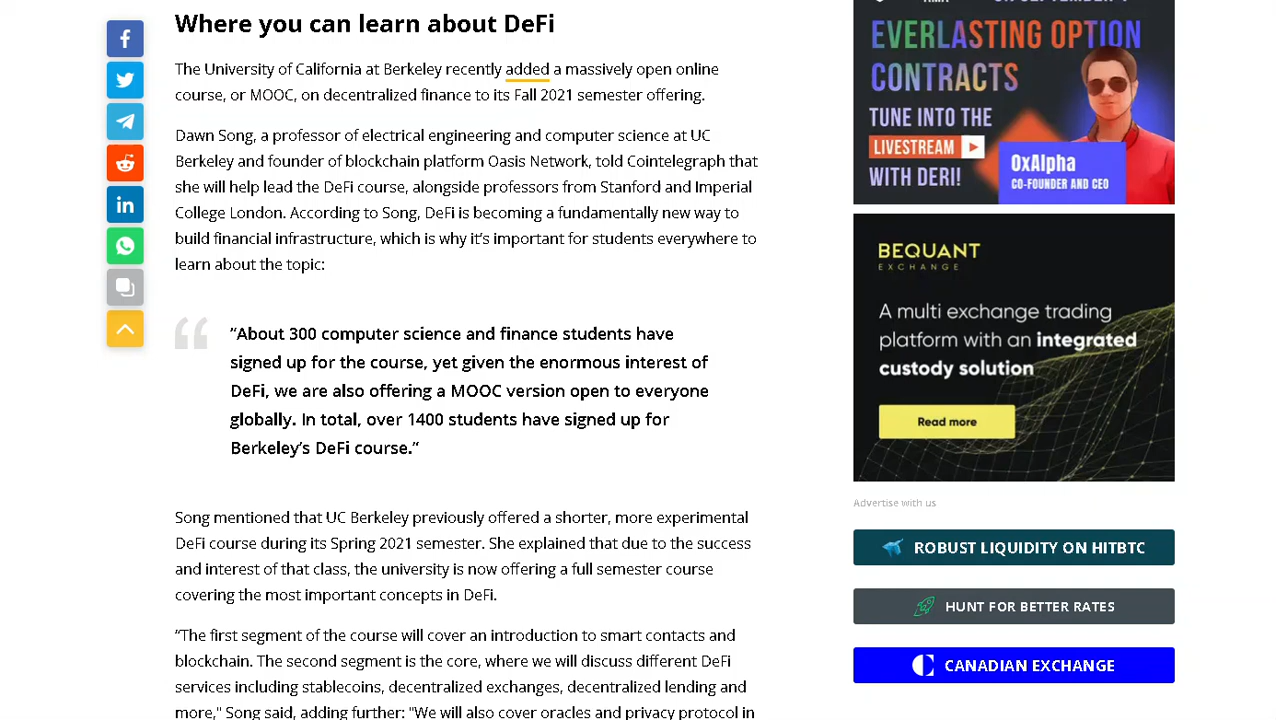 Where you can learn about DeFi
The University of California at Berkeley recently added a massively open online
course, or MOOC, on decentralized finance to its Fall 2021 semester offering.
Dawn Song, a professor of electrical engineering and computer science at UC
Berkeley and founder of blockchain platform Oasis Network, told Cointelegraph that
she will help lead the DeFi course, alongside professors from Stanford and Imperial
College London. According to Song, DeFi is becoming a fundamentally new way to
build financial infrastructure, which is why it’s important for students everywhere to
learn about the topic:
“About 300 computer science and finance students have
signed up for the course, yet given the enormous interest of
DeFi, we are also offering a MOOC version open to everyone
globally. In total, over 1400 students have signed up for
Berkeley’s DeFi course.”
Song mentioned that UC Berkeley previously offered a shorter, more experimental
DeFi course during its Spring 2021 semester. She explained that due to the success
and interest of that class, the university is now offering a full semester course
covering the most important concepts in DeFi.
“The first segment of the course will cover an introduction to smart contacts and
blockchain. The second segment is the core, where we will discuss different DeFi
services including stablecoins, decentralized exchanges, decentralized lending and
more,” Song said, adding further: “We will also cover oracles and privacy protocol in
EVERLASTING OPTION
CONTRACTS
TUNE INTO THE
LIVESTREAM
WITH DERI!
0xAlpha
CO-FOUNDER AND CEO
BEQUANT
EXCHANGE
A multi exchange trading
platform with an integrated
custody solution
Read more
Advertise with us
ROBUST LIQUIDITY ON HITBTC
HUNT FOR BETTER RATES
CANADIAN EXCHANGE